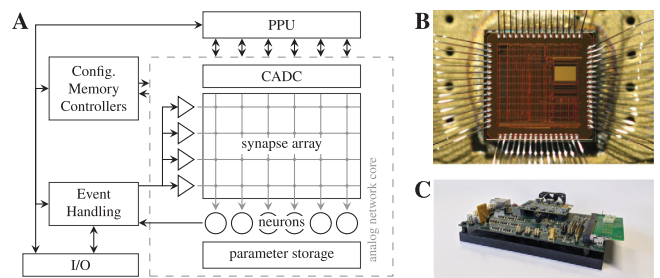 A
PPU
B
Config.
Memory
Controllers
CADC
synapse array
Event
Handling
neurons
analog network core
C
I/O
parameter storage